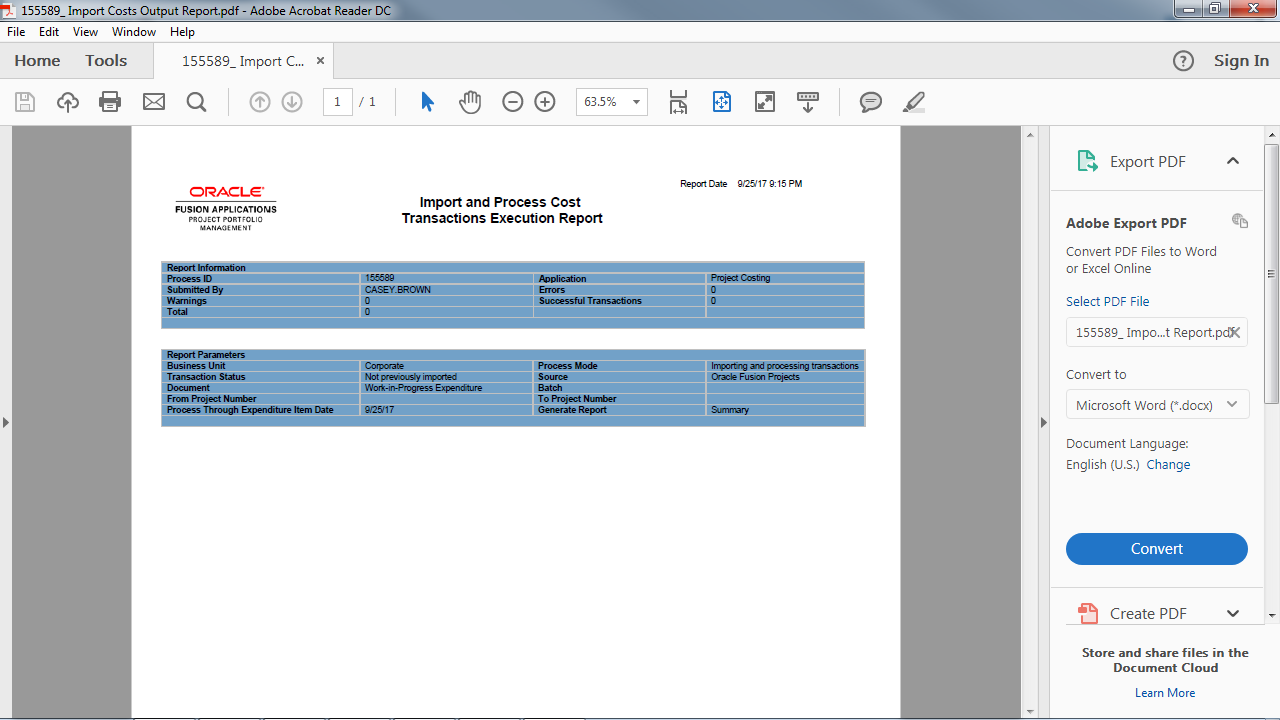 155589_ Import Costs Output Report.pdf - Adobe Acrobat Reader DC
File Edit View Window Help
Home Tools 155589_ Import C... × ? Sign In
1 / 1 63.5%
Report Date 9/25/17 9:15 PM
ORACLE
FUSION APPLICATIONS
PROJECT PORTFOLIO
MANAGEMENT
Import and Process Cost
Transactions Execution Report
Report Information
Process ID 155589 Application Project Costing
Submitted By CASEY.BROWN Errors 0
Warnings 0 Successful Transactions 0
Total 0
Report Parameters
Business Unit Corporate Process Mode Importing and processing transactions
Transaction Status Not previously imported Source Oracle Fusion Projects
Document Work-in-Progress Expenditure Batch
From Project Number To Project Number
Process Through Expenditure Item Date 9/25/17 Generate Report Summary
Export PDF
Adobe Export PDF
Convert PDF Files to Word
or Excel Online
Select PDF File
155589_ Impo...t Report.pdf
Convert to
Microsoft Word (*.docx)
Document Language:
English (U.S.) Change
Convert
Create PDF
Store and share files in the
Document Cloud
Learn More